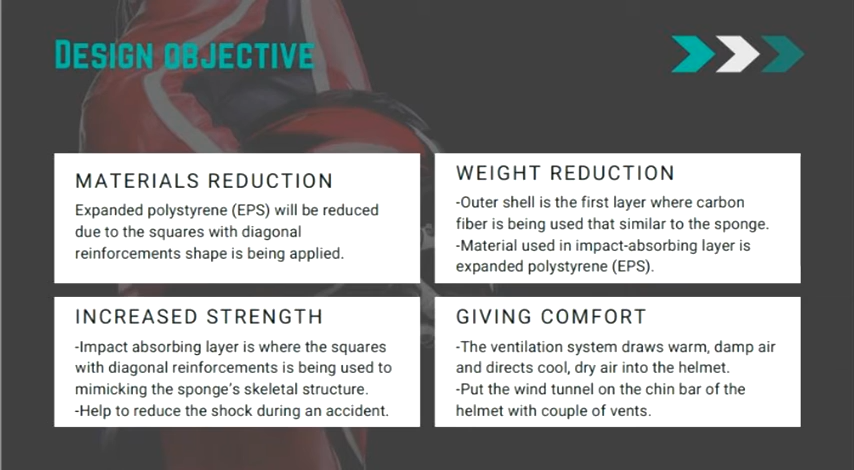 DESIGN OBJECTIVE
MATERIALS REDUCTION
Expanded polystyrene (EPS) will be reduced
due to the squares with diagonal
reinforcements shape is being applied.
WEIGHT REDUCTION
-Outer shell is the first layer where carbon
fiber is being used that similar to the sponge.
-Material used in impact-absorbing layer is
expanded polystyrene (EPS).
INCREASED STRENGTH
-Impact absorbing layer is where the squares
with diagonal reinforcements is being used to
mimicking the sponge's skeletal structure.
-Help to reduce the shock during an accident.
GIVING COMFORT
-The ventilation system draws warm, damp air
and directs cool, dry air into the helmet.
-Put the wind tunnel on the chin bar of the
helmet with couple of vents.